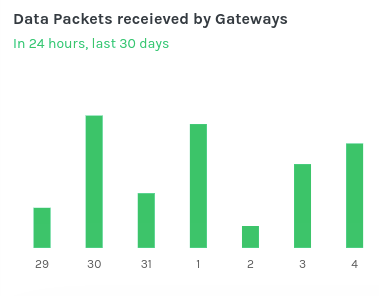 Data Packets receieved by Gateways
In 24 hours, last 30 days
29 30 31 1 2 3 4